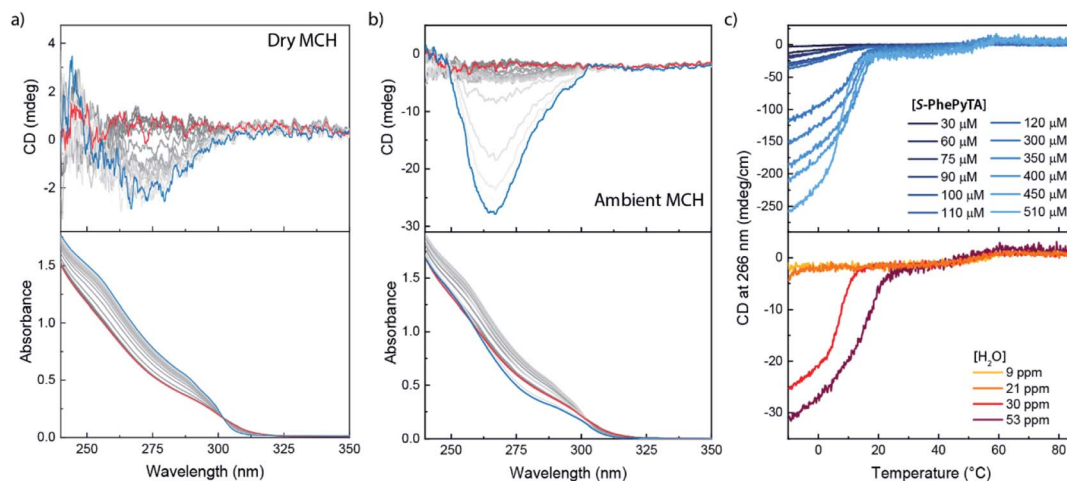 a)
Dry MCH
CD (mdeg)
4
2
0
-2
Absorbance
1.5
1.0
0.5
0.0
250 275 300 325 350
Wavelength (nm)
b)
Ambient MCH
CD (mdeg)
0
-10
-20
-30
Absorbance
1.5
1.0
0.5
0.0
250 275 300 325 350
Wavelength (nm)
c)
CD at 266 nm (mdeg/cm)
0
-50
-100
-150
-200
-250
[S-PhePyTA]
30 μM 120 μM
60 μM 300 μM
75 μM 350 μM
90 μM 400 μM
100 μM 450 μM
110 μM 510 μM
0
-10
-20
-30
[H₂O]
9 ppm
21 ppm
30 ppm
53 ppm
0 20 40 60 80
Temperature (°C)